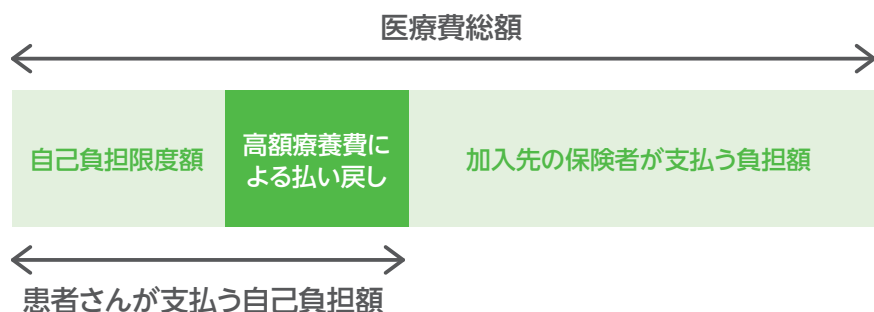 医療費総額
自己負担限度額
高額療養費に
よる払い戻し
加入先の保険者が支払う負担額
患者さんが支払う自己負担額